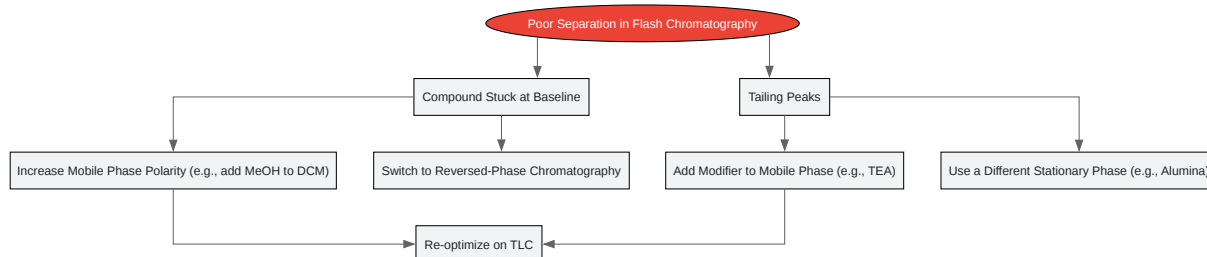 Poor Separation in Flash Chromatography
Compound Stuck at Baseline
Tailing Peaks
Increase Mobile Phase Polarity (e.g., add MeOH to DCM)
Switch to Reversed-Phase Chromatography
Add Modifier to Mobile Phase (e.g., TEA)
Use a Different Stationary Phase (e.g., Alumina)
Re-optimize on TLC